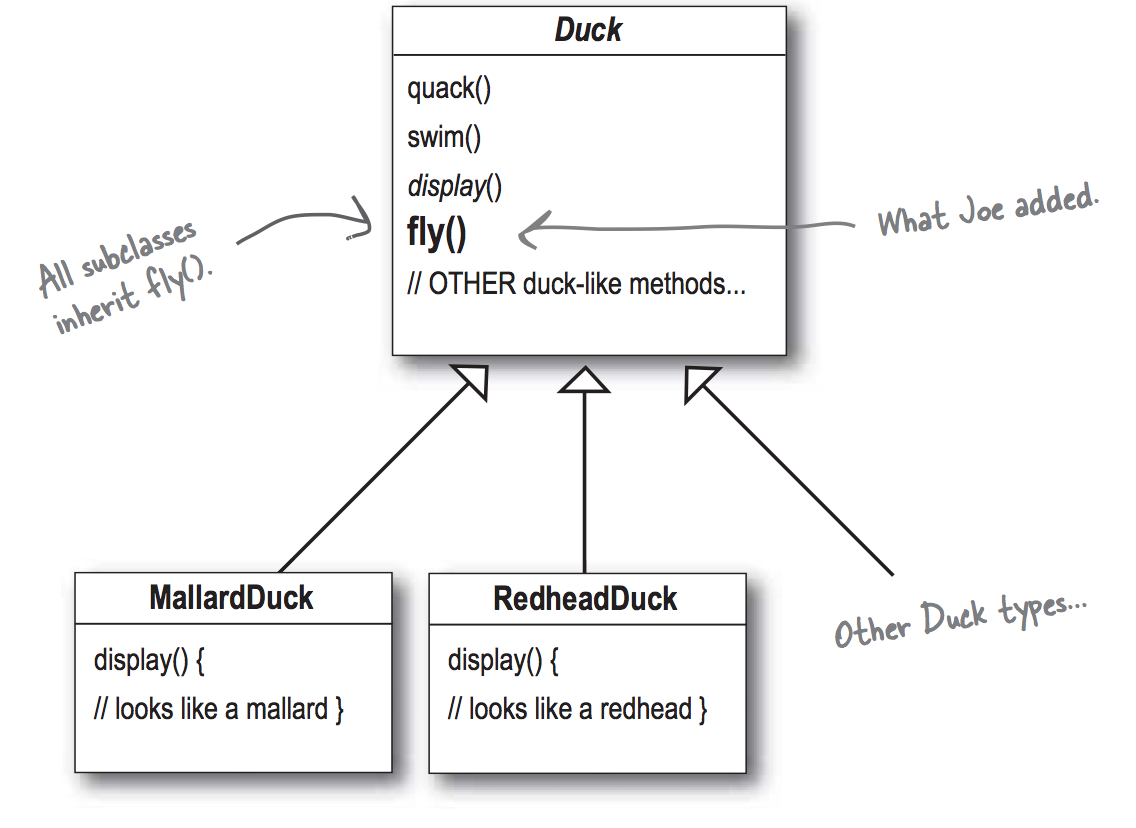 Duck
quack()
swim()
display()
fly()
// OTHER duck-like methods...
All subclasses
inherit fly().
What Joe added.
MallardDuck
display() {
// looks like a mallard }
RedheadDuck
display() {
// looks like a redhead }
Other Duck types...